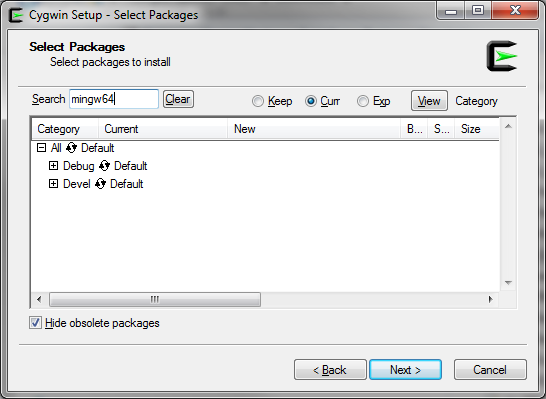 Cygwin Setup - Select Packages
Select Packages
Select packages to install
Search mingw64 Clear Keep Curr Exp View Category
Category Current New B... S... Size
All Default
Debug Default
Devel Default
Hide obsolete packages
< Back Next > Cancel